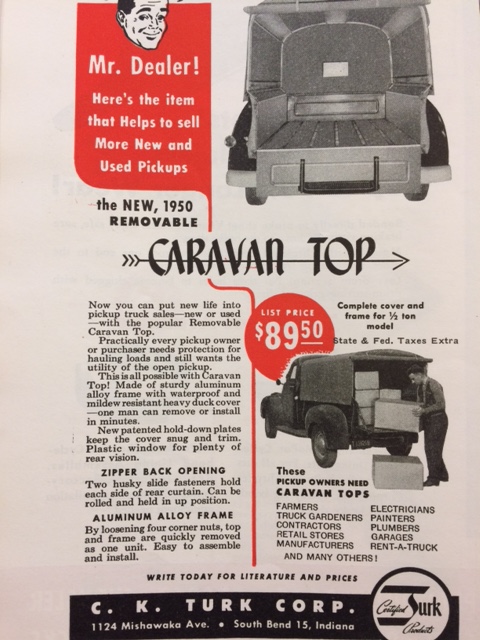 Mr. Dealer!
Here's the item
that Helps to sell
More New and
Used Pickups
the NEW, 1950
REMOVABLE
CARAVAN TOP
Now you can put new life into
pickup truck sales—new or used
—with the popular Removable
Caravan Top.
Practically every pickup owner
or purchaser needs protection for
hauling loads and still wants the
utility of the open pickup.
This is all possible with Caravan
Top! Made of sturdy aluminum
alloy frame with waterproof and
mildew resistant heavy duck cover
—one man can remove or install
in minutes.
New patented hold-down plates
keep the cover snug and trim.
Plastic window for plenty of
rear vision.
ZIPPER BACK OPENING
Two husky slide fasteners hold
each side of rear curtain. Can be
rolled and held in up position.
ALUMINUM ALLOY FRAME
By loosening four corner nuts, top
and frame are quickly removed
as one unit. Easy to assemble
and install.
LIST PRICE
$89.50
Complete cover and
frame for ½ ton
model
State & Fed. Taxes Extra
These
PICKUP OWNERS NEED
CARAVAN TOPS
FARMERS
TRUCK GARDENERS
CONTRACTORS
RETAIL STORES
MANUFACTURERS
ELECTRICIANS
PAINTERS
PLUMBERS
GARAGES
RENT-A-TRUCK
AND MANY OTHERS!
WRITE TODAY FOR LITERATURE AND PRICES
C. K. TURK CORP.
1124 Mishawaka Ave. • South Bend 15, Indiana
Certified
Turk
Products